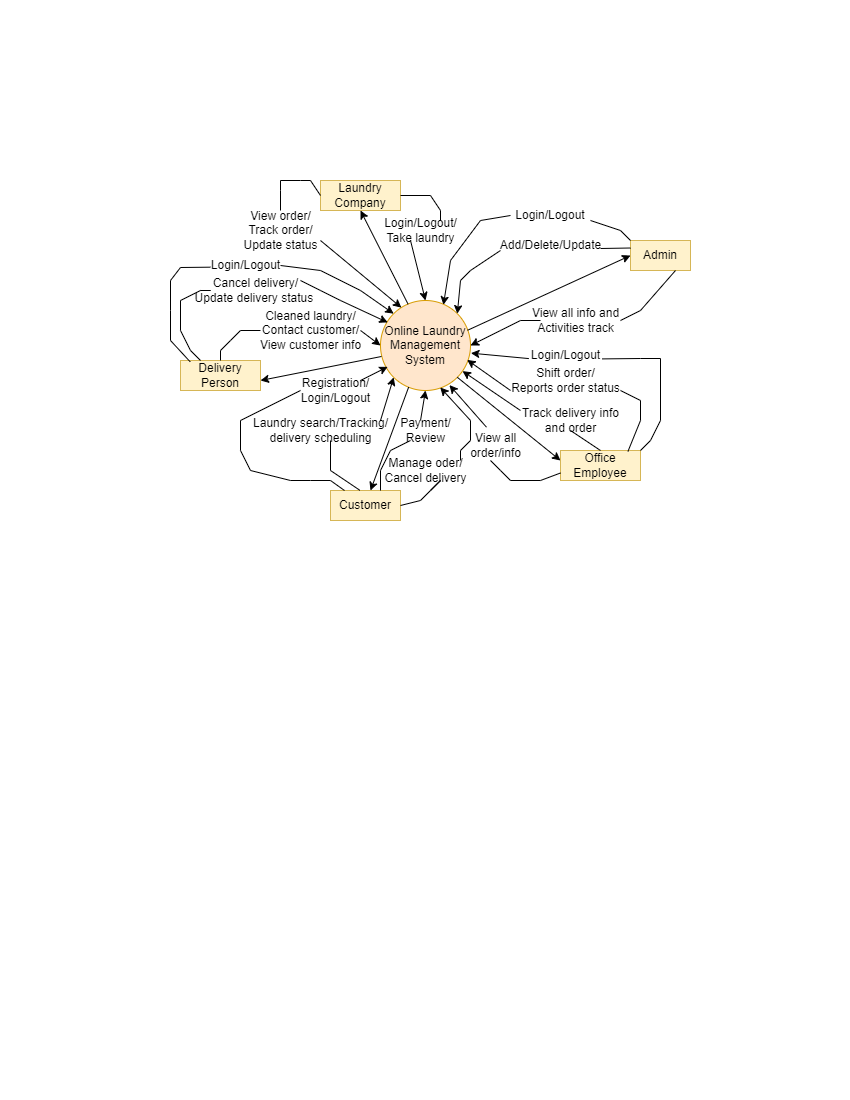 Laundry
Company
View order/
Track order/
Update status
Login/Logout/
Take laundry
Login/Logout
Add/Delete/Update
Admin
Login/Logout
Cancel delivery/
Update delivery status
Cleaned laundry/
Contact customer/
View customer info
Online Laundry
Management
System
View all info and
Activities track
Login/Logout
Shift order/
Reports order status
Delivery
Person
Registration/
Login/Logout
Laundry search/Tracking/
delivery scheduling
Payment/
Review
Track delivery info
and order
View all
order/info
Manage oder/
Cancel delivery
Office
Employee
Customer